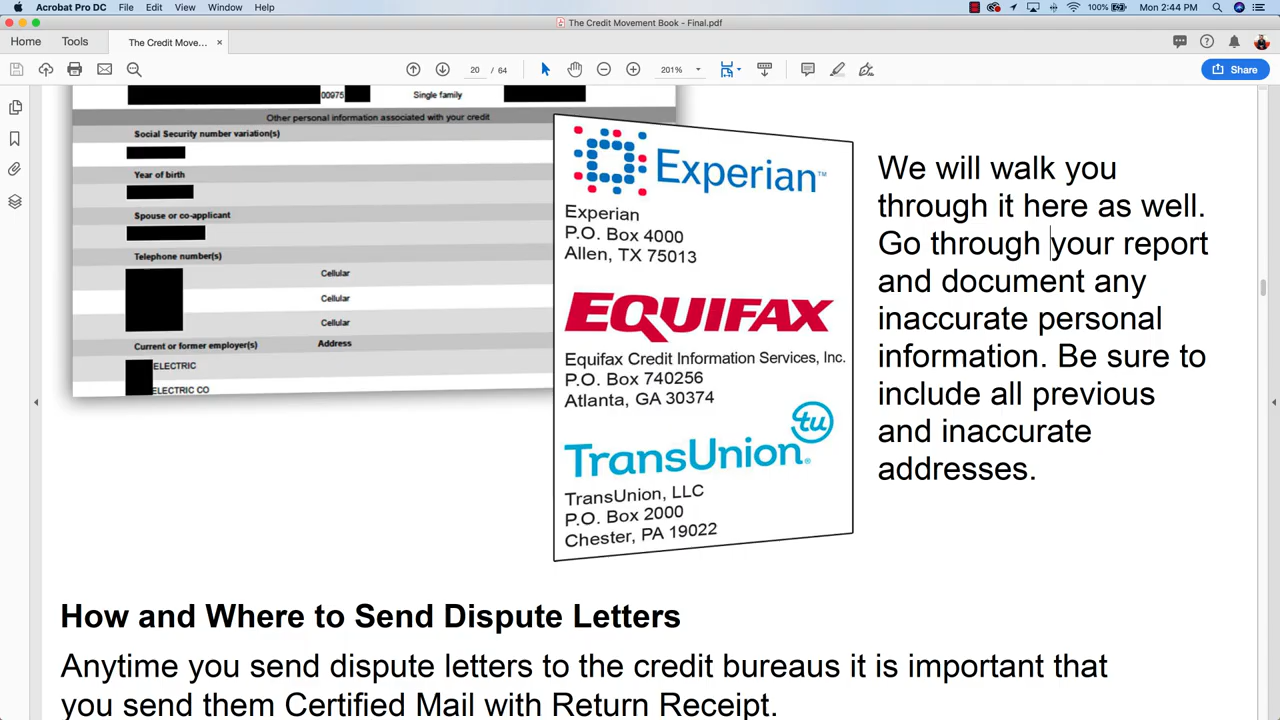 Acrobat Pro DC File Edit View Window Help 100% Mon 2:44 PM
The Credit Movement Book - Final.pdf
Home Tools The Credit Move... ×
20 / 64 201% Share
00975 Single family
Other personal information associated with your credit
Social Security number variation(s)
Year of birth
Spouse or co-applicant
Telephone number(s)
Cellular
Cellular
Cellular
Current or former employer(s) Address
ELECTRIC
ELECTRIC CO
Experian™
Experian
P.O. Box 4000
Allen, TX 75013
EQUIFAX
Equifax Credit Information Services, Inc.
P.O. Box 740256
Atlanta, GA 30374
tu
TransUnion®
TransUnion, LLC
P.O. Box 2000
Chester, PA 19022
We will walk you
through it here as well.
Go through your report
and document any
inaccurate personal
information. Be sure to
include all previous
and inaccurate
addresses.
How and Where to Send Dispute Letters
Anytime you send dispute letters to the credit bureaus it is important that
you send them Certified Mail with Return Receipt.